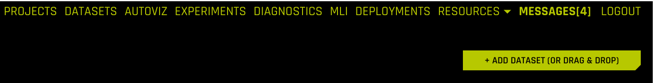 PROJECTS DATASETS AUTOVIZ EXPERIMENTS DIAGNOSTICS MLI DEPLOYMENTS RESOURCES MESSAGES[4] LOGOUT
+ ADD DATASET (OR DRAG & DROP)